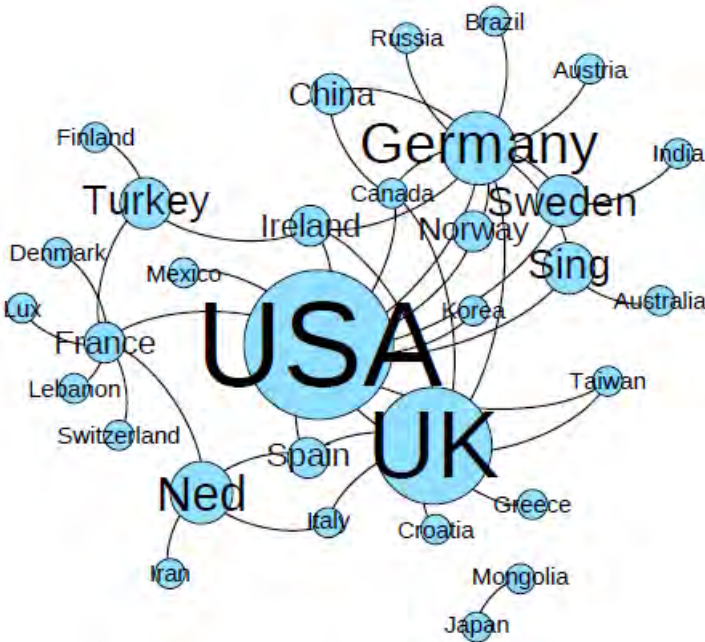 Brazil
Russia
Austria
China
Finland
Germany
India
Canada
Turkey
Sweden
Ireland
Norway
Denmark
Mexico
Sing
Lux
USA
Korea
Australia
France
Lebanon
Taiwan
Switzerland
Spain
UK
Ned
Greece
Italy
Croatia
Iran
Mongolia
Japan